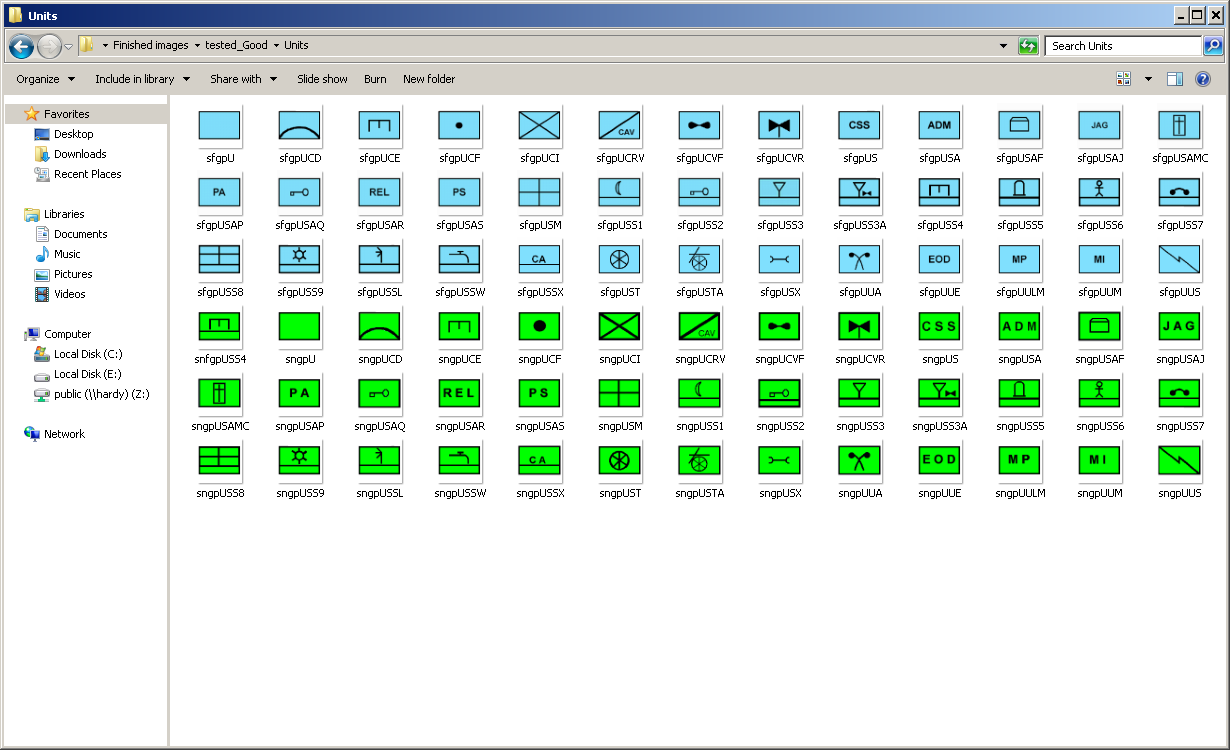 Units
Finished images tested_Good Units
Search Units
Organize Include in library Share with Slide show Burn New folder
Favorites
Desktop
Downloads
Recent Places
Libraries
Documents
Music
Pictures
Videos
Computer
Local Disk (C:)
Local Disk (E:)
public (\\hardy) (Z:)
Network
CAV CSS ADM JAG
sfgpU sfgpUCD sfgpUCE sfgpUCF sfgpUCI sfgpUCRV sfgpUCVF sfgpUCVR sfgpUS sfgpUSA sfgpUSAF sfgpUSAJ sfgpUSAMC
PA REL PS
sfgpUSAP sfgpUSAQ sfgpUSAR sfgpUSAS sfgpUSM sfgpUSS1 sfgpUSS2 sfgpUSS3 sfgpUSS3A sfgpUSS4 sfgpUSS5 sfgpUSS6 sfgpUSS7
CA EOD MP MI
sfgpUSS8 sfgpUSS9 sfgpUSSL sfgpUSSW sfgpUSSX sfgpUST sfgpUSTA sfgpUSX sfgpUUA sfgpUUE sfgpUULM sfgpUUM sfgpUUS
CAV CSS ADM JAG
snfgpUSS4 sngpU sngpUCD sngpUCE sngpUCF sngpUCI sngpUCRV sngpUCVF sngpUCVR sngpUS sngpUSA sngpUSAF sngpUSAJ
PA REL PS
sngpUSAMC sngpUSAP sngpUSAQ sngpUSAR sngpUSAS sngpUSM sngpUSS1 sngpUSS2 sngpUSS3 sngpUSS3A sngpUSS5 sngpUSS6 sngpUSS7
CA EOD MP MI
sngpUSS8 sngpUSS9 sngpUSSL sngpUSSW sngpUSSX sngpUST sngpUSTA sngpUSX sngpUUA sngpUUE sngpUULM sngpUUM sngpUUS